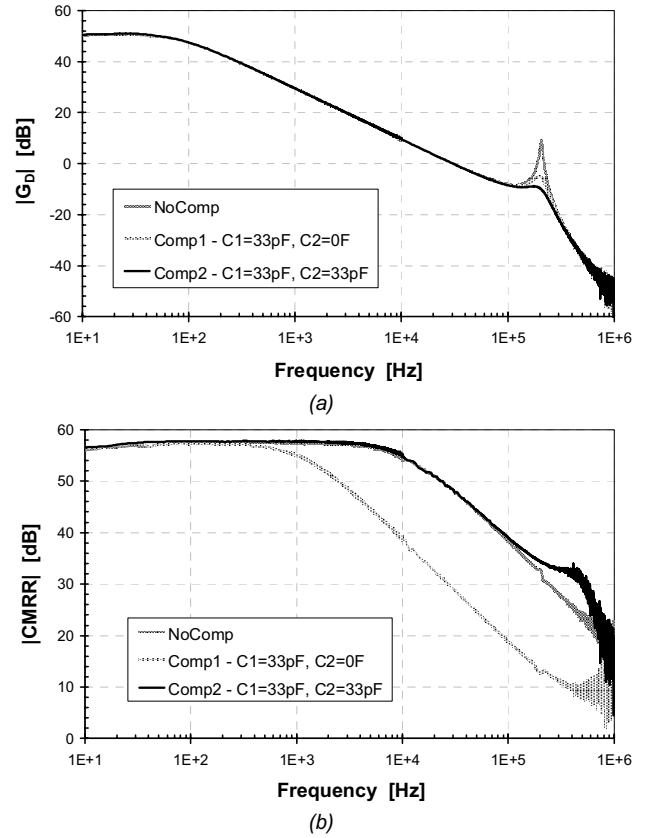 60
40
20
0
-20
-40
-60
|G_D| [dB]
NoComp
Comp1 - C1=33pF, C2=0F
Comp2 - C1=33pF, C2=33pF
1E+1 1E+2 1E+3 1E+4 1E+5 1E+6
Frequency [Hz]
(a)
60
50
40
30
20
10
0
|CMRR| [dB]
NoComp
Comp1 - C1=33pF, C2=0F
Comp2 - C1=33pF, C2=33pF
1E+1 1E+2 1E+3 1E+4 1E+5 1E+6
Frequency [Hz]
(b)